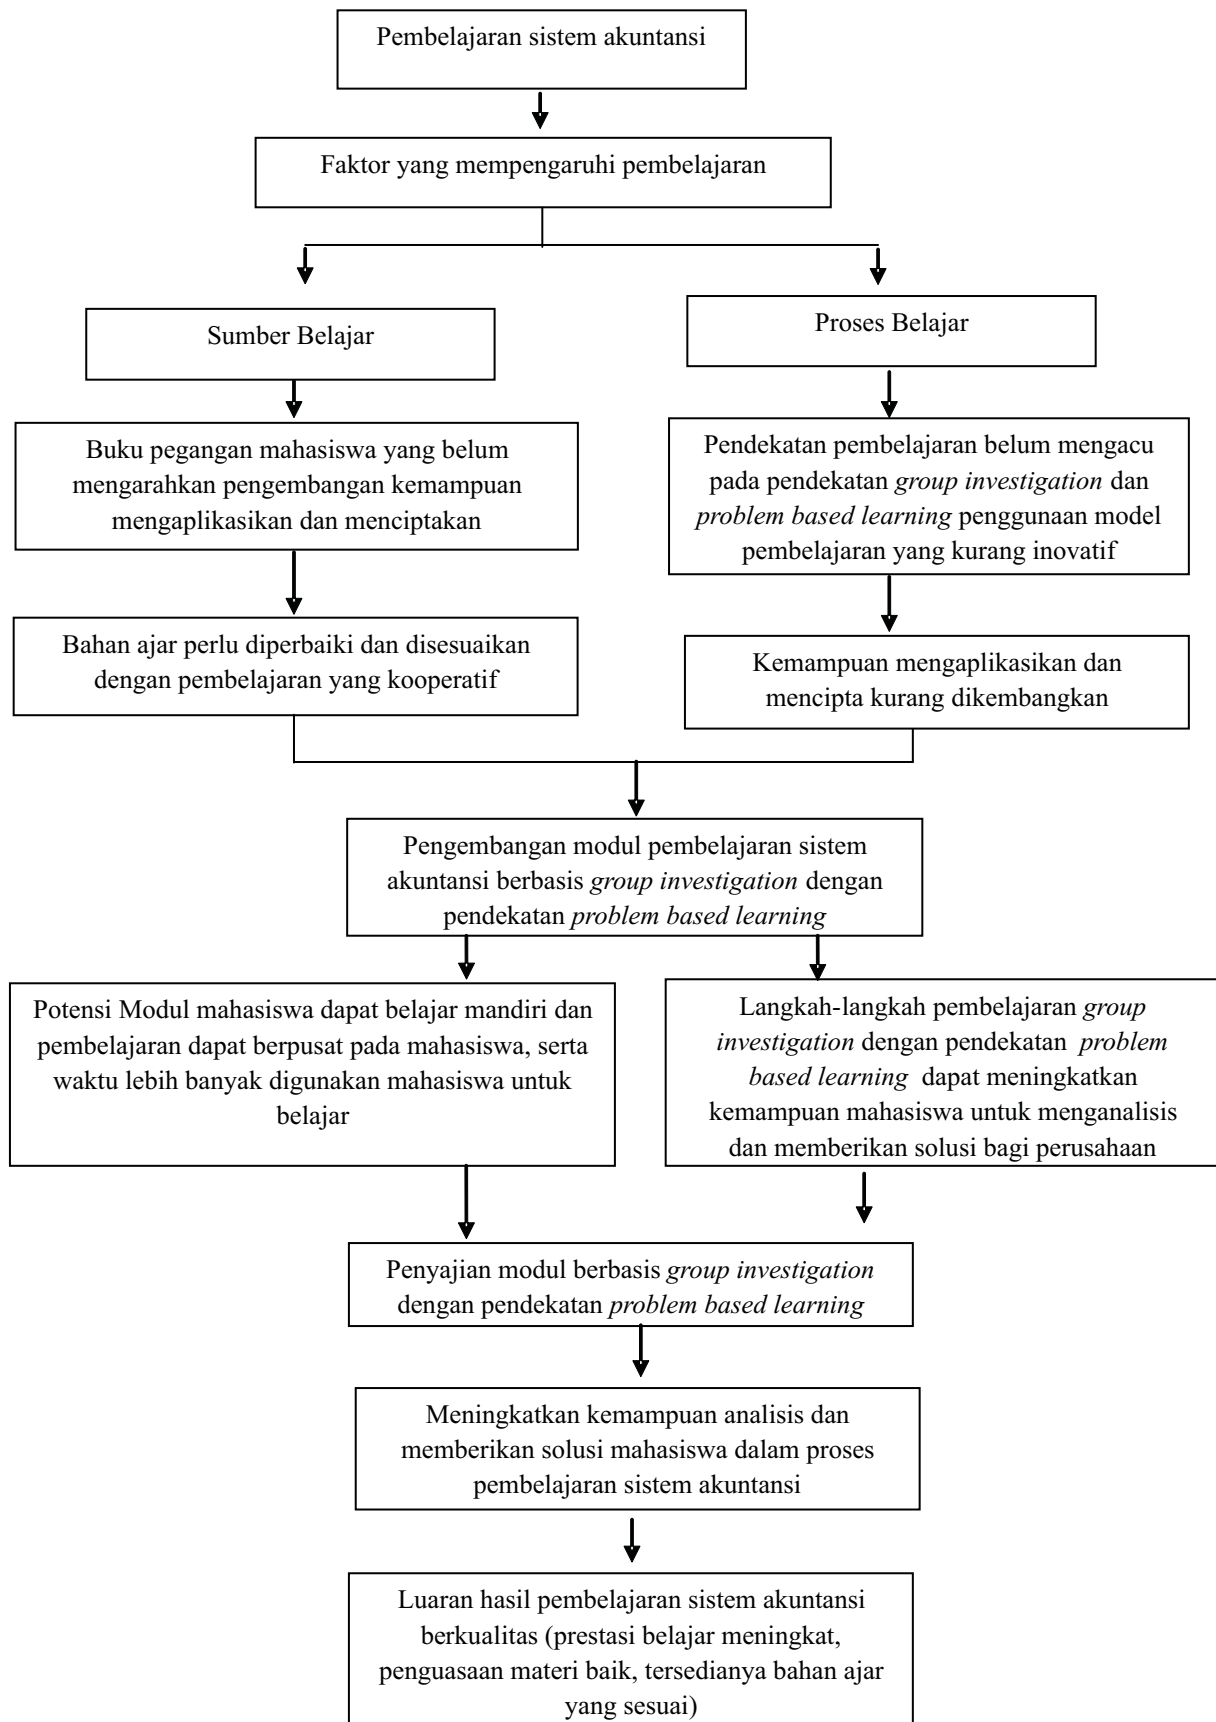 Pembelajaran sistem akuntansi
Faktor yang mempengaruhi pembelajaran
Sumber Belajar
Proses Belajar
Buku pegangan mahasiswa yang belum
mengarahkan pengembangan kemampuan
mengaplikasikan dan menciptakan
Pendekatan pembelajaran belum mengacu
pada pendekatan group investigation dan
problem based learning penggunaan model
pembelajaran yang kurang inovatif
Bahan ajar perlu diperbaiki dan disesuaikan
dengan pembelajaran yang kooperatif
Kemampuan mengaplikasikan dan
mencipta kurang dikembangkan
Pengembangan modul pembelajaran sistem
akuntansi berbasis group investigation dengan
pendekatan problem based learning
Potensi Modul mahasiswa dapat belajar mandiri dan
pembelajaran dapat berpusat pada mahasiswa, serta
waktu lebih banyak digunakan mahasiswa untuk
belajar
Langkah-langkah pembelajaran group
investigation dengan pendekatan problem
based learning dapat meningkatkan
kemampuan mahasiswa untuk menganalisis
dan memberikan solusi bagi perusahaan
Penyajian modul berbasis group investigation
dengan pendekatan problem based learning
Meningkatkan kemampuan analisis dan
memberikan solusi mahasiswa dalam proses
pembelajaran sistem akuntansi
Luaran hasil pembelajaran sistem akuntansi
berkualitas (prestasi belajar meningkat,
penguasaan materi baik, tersedianya bahan ajar
yang sesuai)